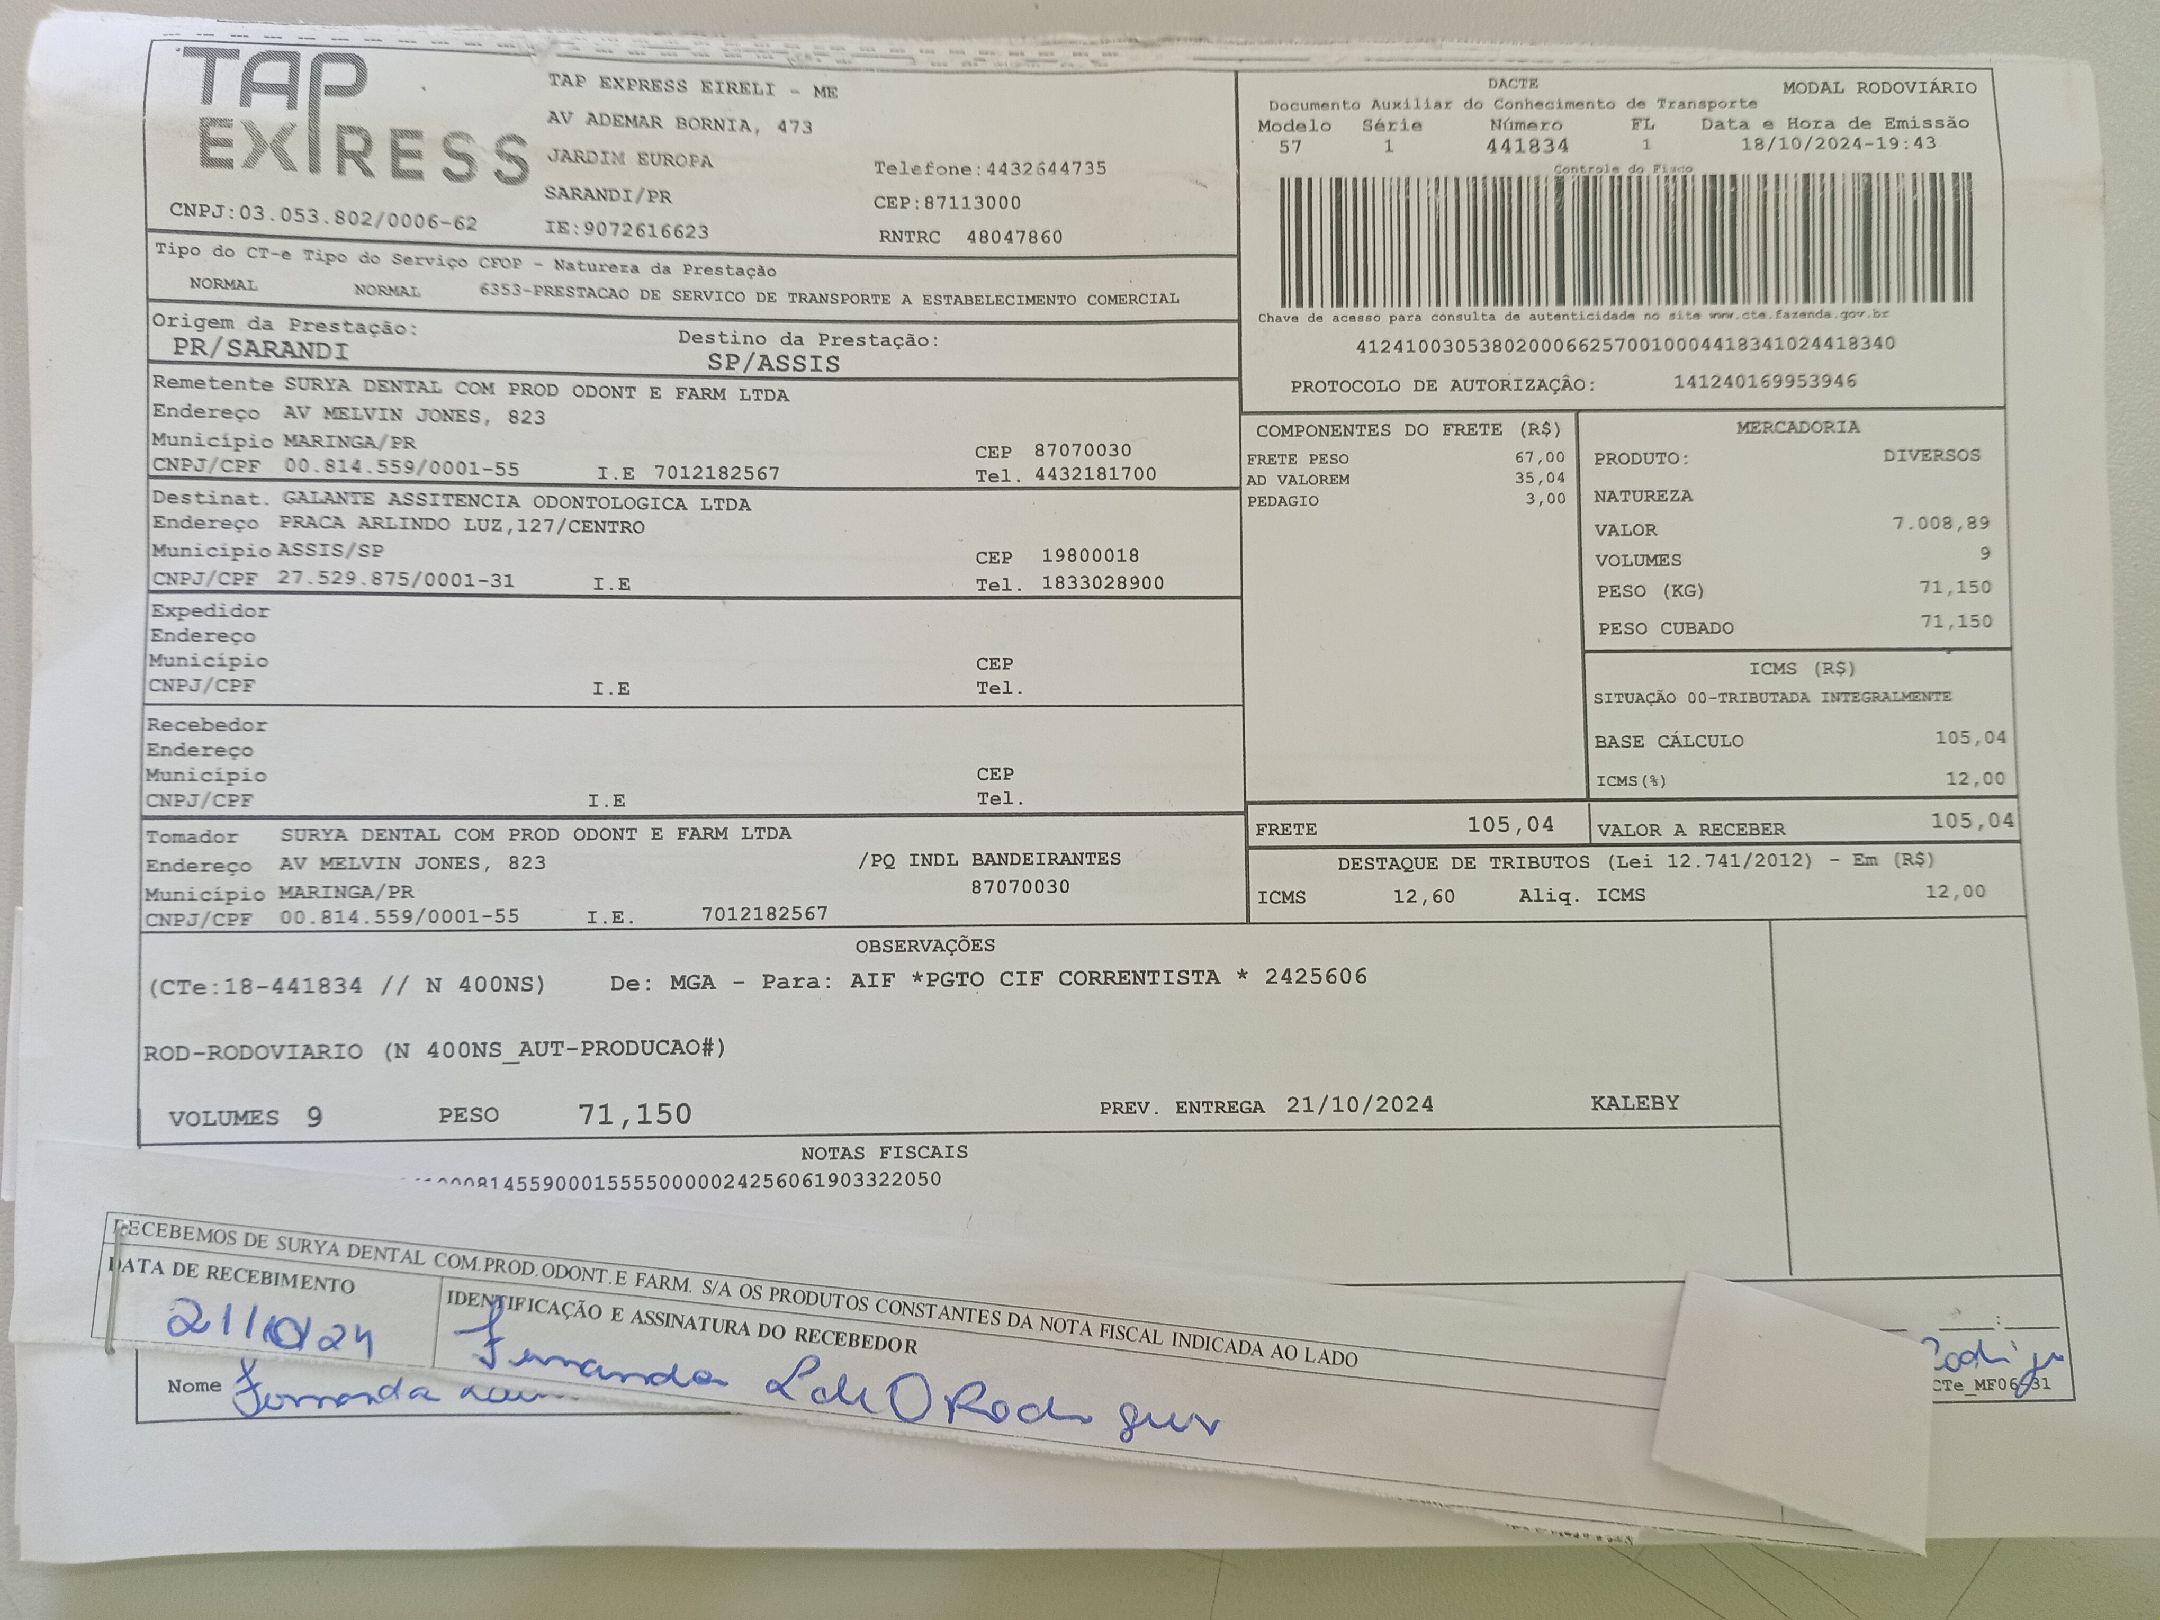 TAP EXPRESS
TAP EXPRESS EIRELI - ME
AV ADEMAR BORNIA, 473
JARDIM EUROPA
Telefone:4432644735
SARANDI/PR
CEP:87113000
CNPJ:03.053.802/0006-62
IE:9072616623
RNTRC 48047860
DACTE
MODAL RODOVIÁRIO
Documento Auxiliar do Conhecimento de Transporte
Modelo Série Número FL Data e Hora de Emissão
57 1 441834 1 18/10/2024-19:43
Controle do Fisco
Chave de acesso para consulta de autenticidade no site www.cte.fazenda.gov.br
41241003053802000662570010004418341024418340
PROTOCOLO DE AUTORIZAÇÂO: 141240169953946
Tipo do CT-e Tipo do Serviço CFOP - Natureza da Prestação
NORMAL NORMAL 6353-PRESTACAO DE SERVICO DE TRANSPORTE A ESTABELECIMENTO COMERCIAL
Origem da Prestação: Destino da Prestação:
PR/SARANDI SP/ASSIS
Remetente SURYA DENTAL COM PROD ODONT E FARM LTDA
Endereço AV MELVIN JONES, 823
Município MARINGA/PR CEP 87070030
CNPJ/CPF 00.814.559/0001-55 I.E 7012182567 Tel. 4432181700
Destinat. GALANTE ASSITENCIA ODONTOLOGICA LTDA
Endereço PRACA ARLINDO LUZ,127/CENTRO
Município ASSIS/SP CEP 19800018
CNPJ/CPF 27.529.875/0001-31 I.E Tel. 1833028900
Expedidor
Endereço
Município CEP
CNPJ/CPF I.E Tel.
Recebedor
Endereço
Município CEP
CNPJ/CPF I.E Tel.
Tomador SURYA DENTAL COM PROD ODONT E FARM LTDA
Endereço AV MELVIN JONES, 823 /PQ INDL BANDEIRANTES
Município MARINGA/PR 87070030
CNPJ/CPF 00.814.559/0001-55 I.E. 7012182567
COMPONENTES DO FRETE (R$)
FRETE PESO 67,00
AD VALOREM 35,04
PEDAGIO 3,00
MERCADORIA
PRODUTO: DIVERSOS
NATUREZA
VALOR 7.008,89
VOLUMES 9
PESO (KG) 71,150
PESO CUBADO 71,150
ICMS (R$)
SITUAÇÃO 00-TRIBUTADA INTEGRALMENTE
BASE CÁLCULO 105,04
ICMS(%) 12,00
FRETE 105,04 VALOR A RECEBER 105,04
DESTAQUE DE TRIBUTOS (Lei 12.741/2012) - Em (R$)
ICMS 12,60 Aliq. ICMS 12,00
OBSERVAÇÕES
(CTe:18-441834 // N 400NS) De: MGA - Para: AIF *PGTO CIF CORRENTISTA * 2425606
ROD-RODOVIARIO (N 400NS_AUT-PRODUCAO#)
VOLUMES 9 PESO 71,150 PREV. ENTREGA 21/10/2024 KALEBY
NOTAS FISCAIS
0081455900015555000002425606190332205­0
RECEBEMOS DE SURYA DENTAL COM.PROD.ODONT.E FARM. S/A OS PRODUTOS CONSTANTES DA NOTA FISCAL INDICADA AO LADO
DATA DE RECEBIMENTO
IDENTIFICAÇÃO E ASSINATURA DO RECEBEDOR
21/10/24
Fernanda Rodrigues
Nome Fernanda
CTe_MF06-31